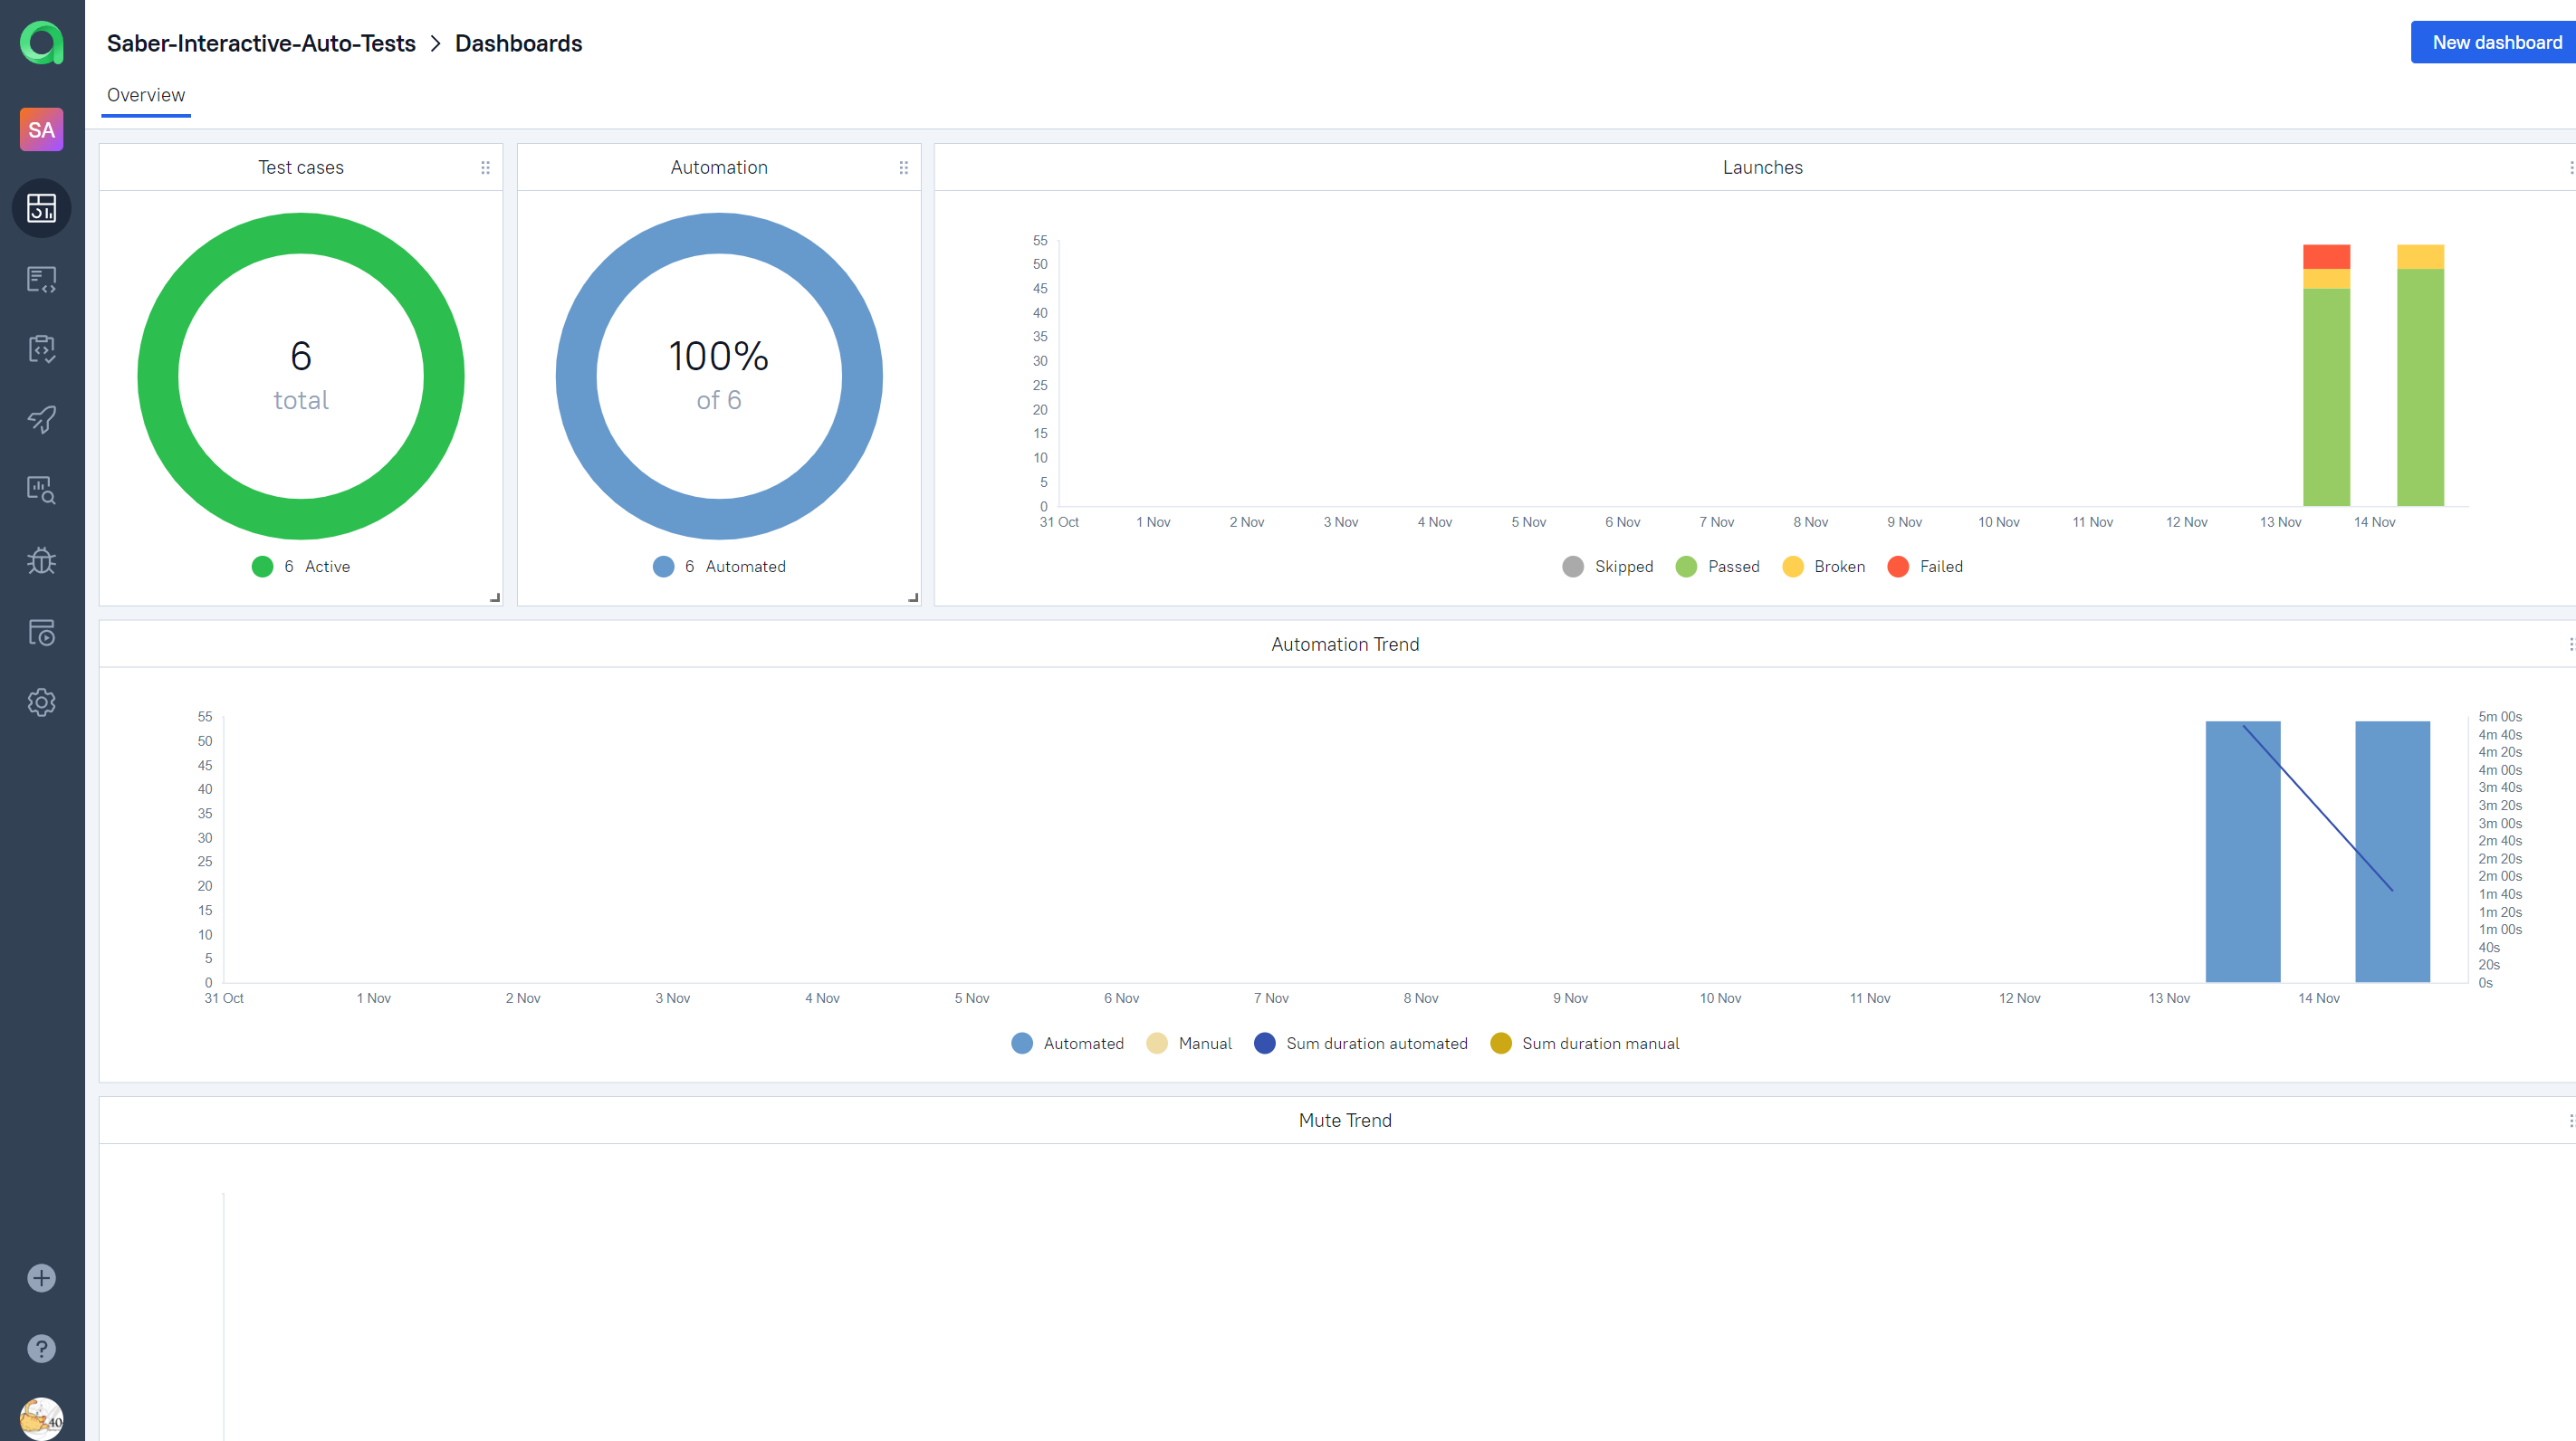 Saber-Interactive-Auto-Tests > Dashboards
New dashboard
SA
Overview
Test cases
6
total
6 Active
Automation
100%
of 6
6 Automated
Launches
55
50
45
40
35
30
25
20
15
10
5
0
31 Oct 1 Nov 2 Nov 3 Nov 4 Nov 5 Nov 6 Nov 7 Nov 8 Nov 9 Nov 10 Nov 11 Nov 12 Nov 13 Nov 14 Nov
Skipped Passed Broken Failed
Automation Trend
55
50
45
40
35
30
25
20
15
10
5
0
5m 00s
4m 40s
4m 20s
4m 00s
3m 40s
3m 20s
3m 00s
2m 40s
2m 20s
2m 00s
1m 40s
1m 20s
1m 00s
40s
20s
0s
31 Oct 1 Nov 2 Nov 3 Nov 4 Nov 5 Nov 6 Nov 7 Nov 8 Nov 9 Nov 10 Nov 11 Nov 12 Nov 13 Nov 14 Nov
Automated Manual Sum duration automated Sum duration manual
Mute Trend
?
40